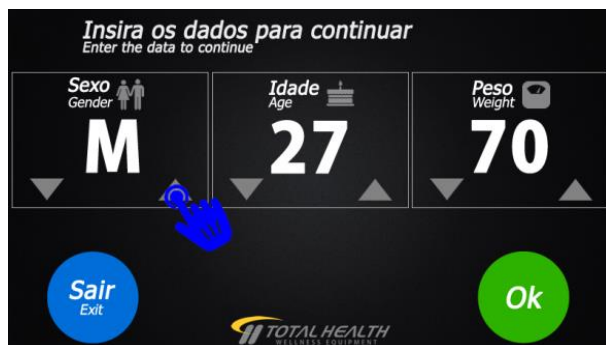 Insira os dados para continuar
Enter the data to continue
Sexo
Gender
M
Idade
Age
27
Peso
Weight
70
Sair
Exit
Ok
TOTAL HEALTH
WELLNESS EQUIPMENT